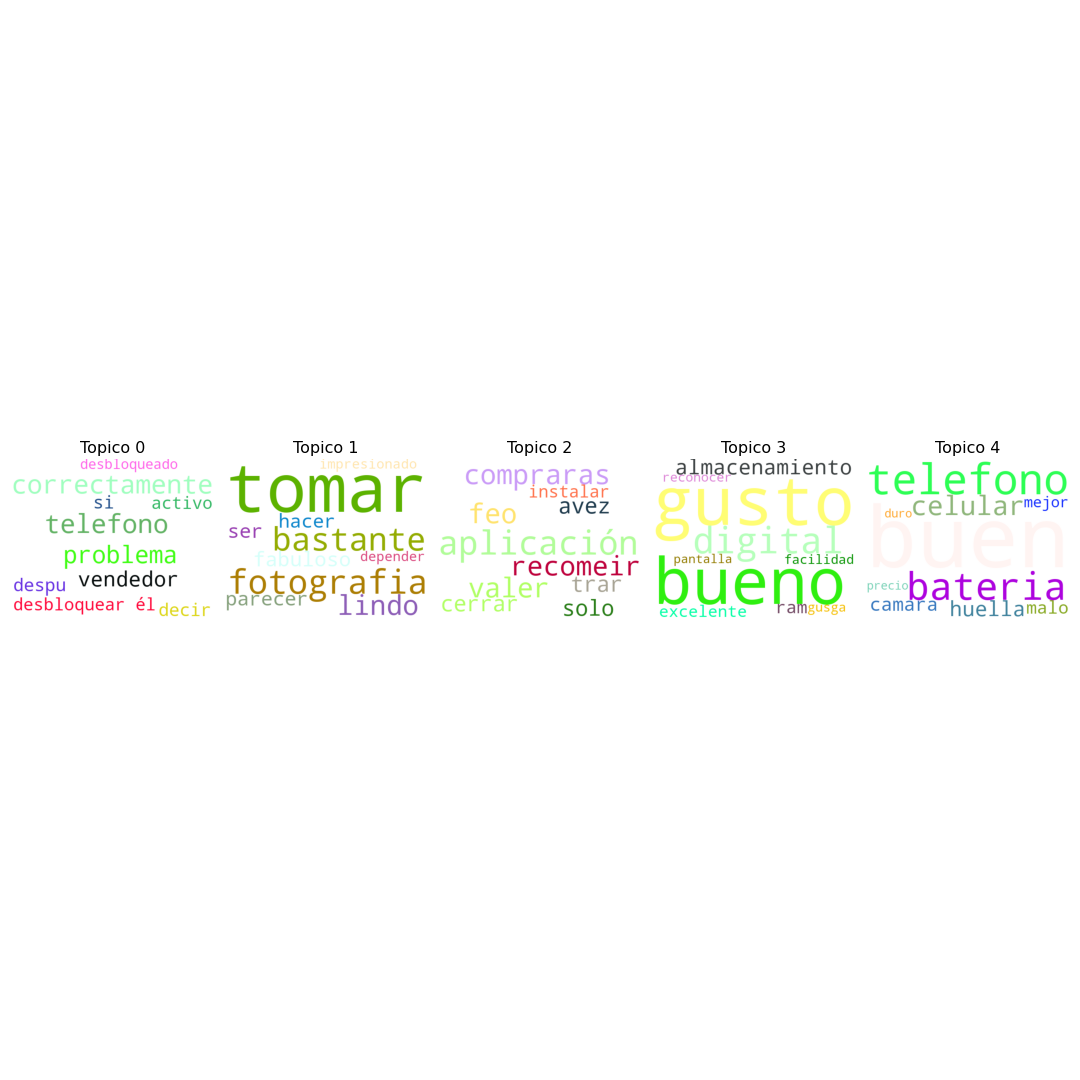 Topico 0
desbloqueado
correctamente
si
activo
telefono
problema
vendedor
despu
desbloquear él
decir
Topico 1
impresionado
tomar
hacer
ser
bastante
depender
fabuloso
fotografia
parecer
lindo
Topico 2
compraras
instalar
avez
feo
aplicación
recomeir
trar
valer
cerrar
solo
Topico 3
almacenamiento
reconocer
gusto
digital
pantalla
facilidad
bueno
excelente
ram
gusga
Topico 4
telefono
mejor
celular
duro
buen
precio
bateria
camara
huella
malo